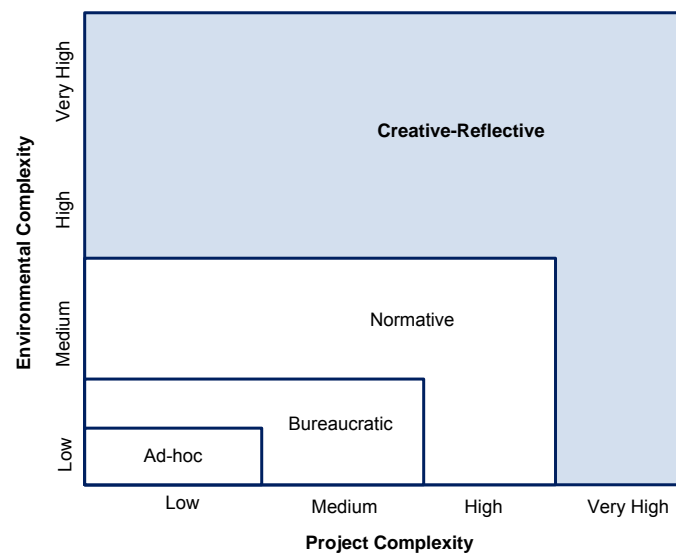 Environmental Complexity
Very High
High
Medium
Low
Creative-Reflective
Normative
Bureaucratic
Ad-hoc
Low
Medium
High
Very High
Project Complexity